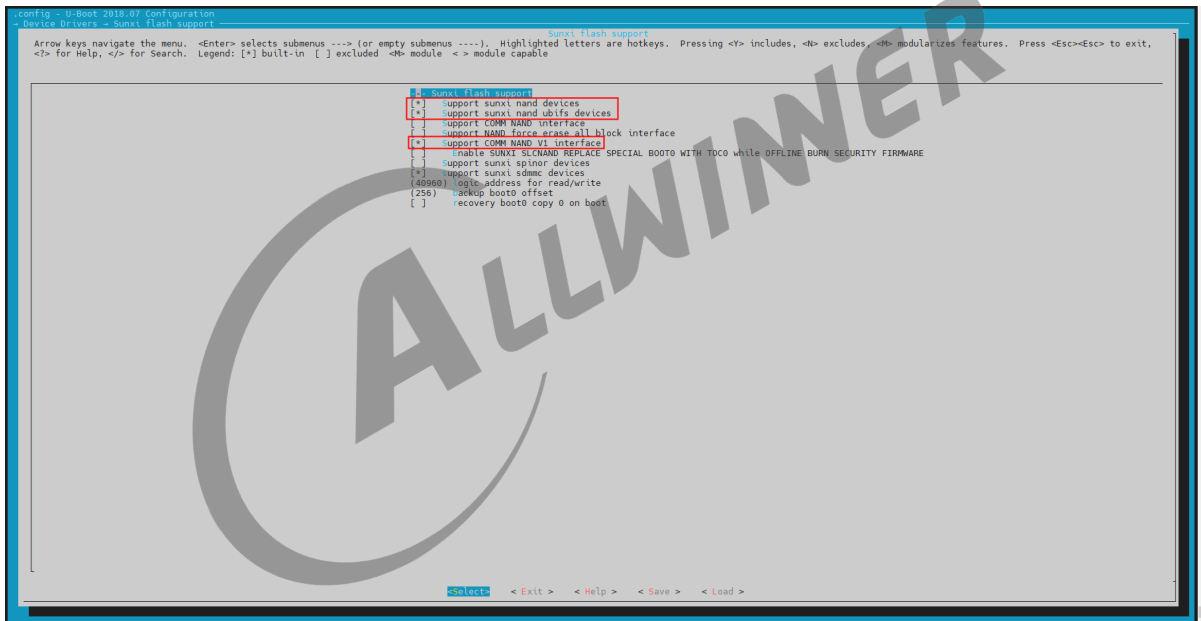 .config - U-Boot 2018.07 Configuration
→ Device Drivers → Sunxi flash support
Sunxi flash support
Arrow keys navigate the menu. <Enter> selects submenus ---> (or empty submenus ----). Highlighted letters are hotkeys. Pressing <Y> includes, <N> excludes, <M> modularizes features. Press <Esc><Esc> to exit,
<?> for Help, </> for Search. Legend: [*] built-in [ ] excluded <M> module < > module capable
-*- Sunxi flash support
[*] Support sunxi nand devices
[*] Support sunxi nand ubifs devices
[ ] Support COMM NAND interface
[ ] Support NAND force erase all block interface
[*] Support COMM NAND V1 interface
[ ] Enable SUNXI SLCNAND REPLACE SPECIAL BOOT0 WITH TOC0 while OFFLINE BURN SECURITY FIRMWARE
[ ] Support sunxi spinor devices
[*] Support sunxi sdmmc devices
(40960) logic address for read/write
(256) backup boot0 offset
[ ] recovery boot0 copy 0 on boot
ALLWINNER
<Select> < Exit > < Help > < Save > < Load >